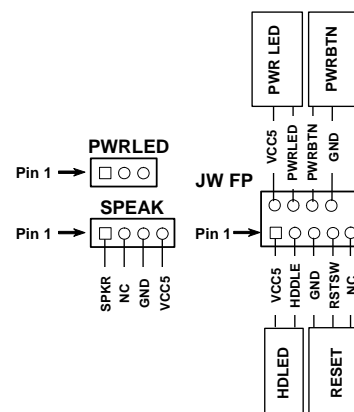 PWR LED
PWRBTN
VCC5
PWRLED
PWRBTN
GND
PWRLED
Pin 1
JW FP
SPEAK
Pin 1
Pin 1
SPKR
NC
GND
VCC5
VCC5
HDDLE
GND
RSTSW
NC
HDLED
RESET